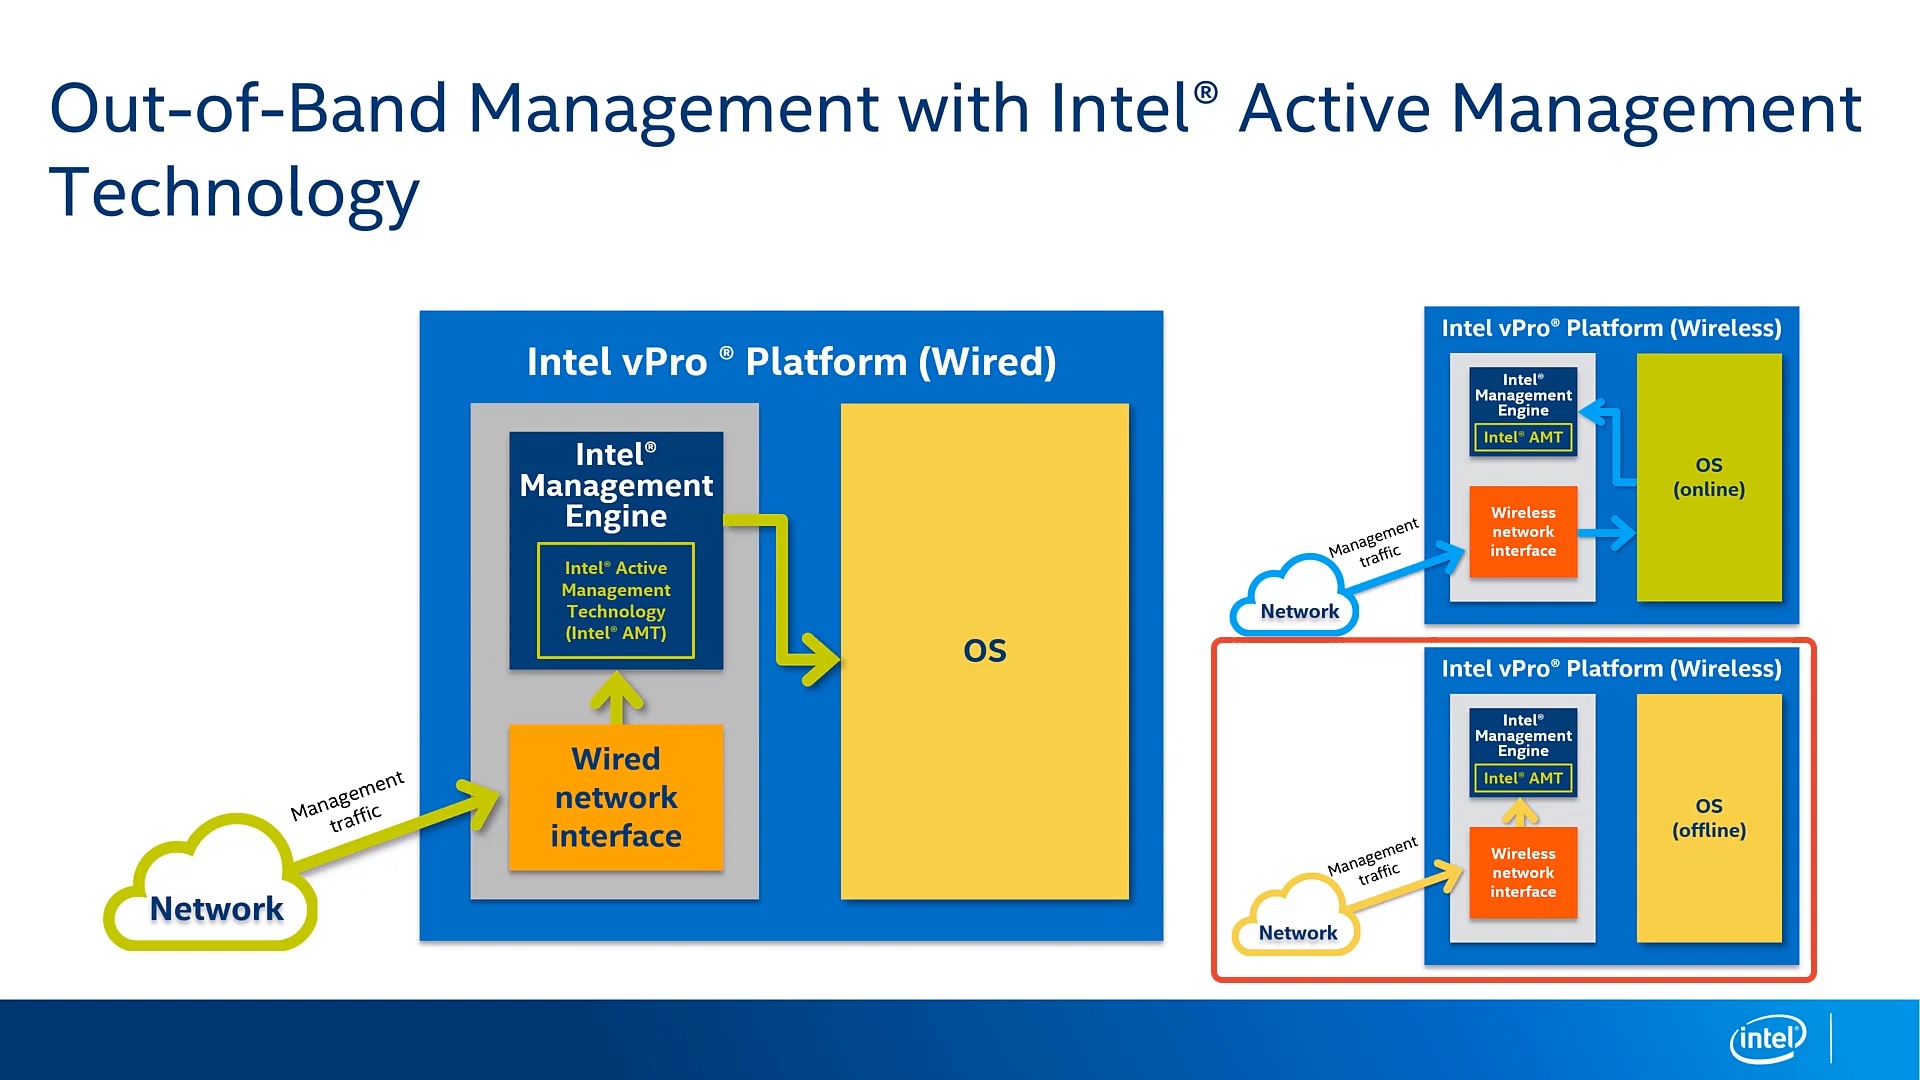 Out-of-Band Management with Intel® Active Management
Technology
Intel vPro ® Platform (Wired)
Intel®
Management
Engine
Intel® Active
Management
Technology
(Intel® AMT)
Wired
network
interface
OS
Management
traffic
Network
Intel vPro® Platform (Wireless)
Intel®
Management
Engine
Intel® AMT
Wireless
network
interface
OS
(online)
Management
traffic
Network
Intel vPro® Platform (Wireless)
Intel®
Management
Engine
Intel® AMT
Wireless
network
interface
OS
(offline)
Management
traffic
Network
intel®